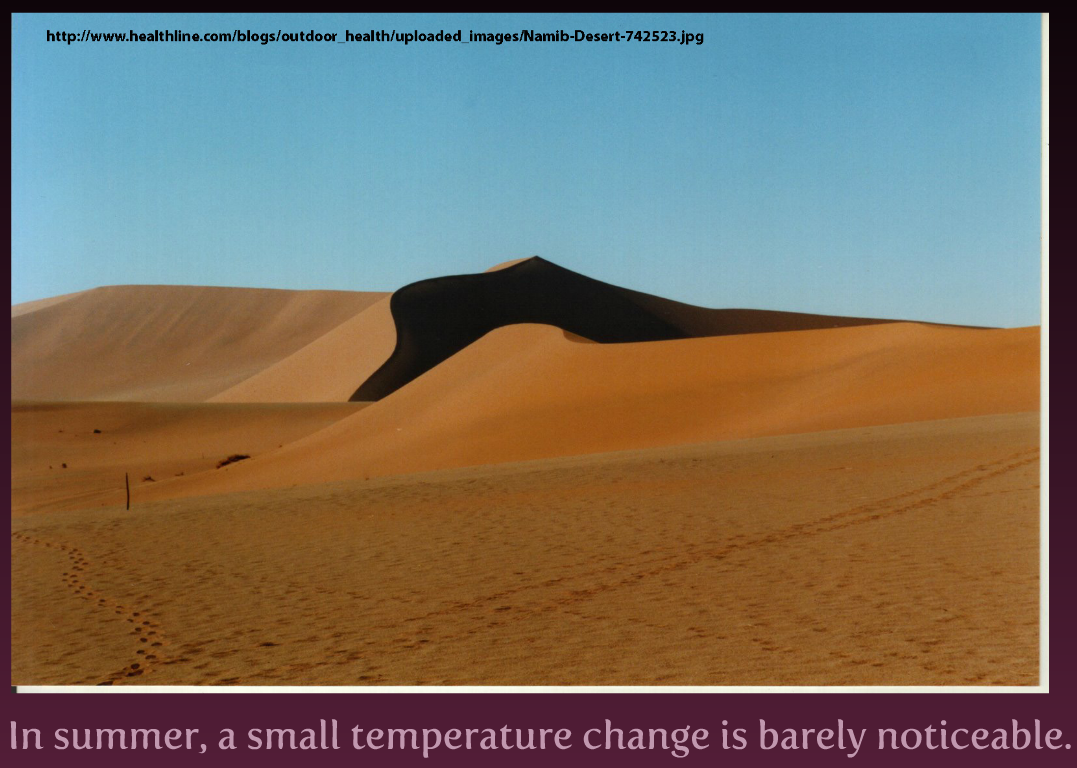 http://www.healthline.com/blogs/outdoor_health/uploaded_images/Namib-Desert-742523.jpg
In summer, a small temperature change is barely noticeable.